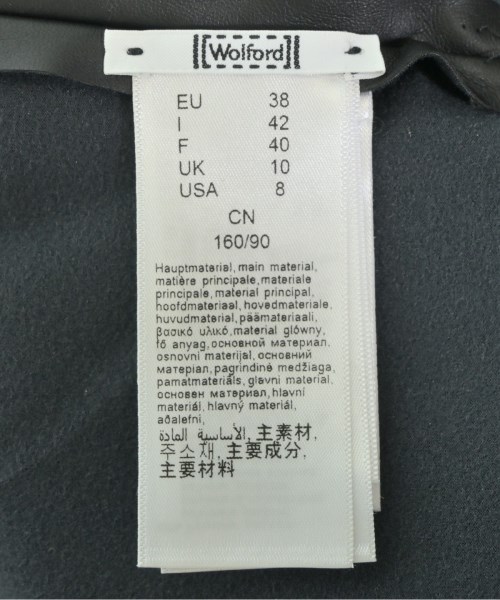 [Wolford]
EU 38
I 42
F 40
UK 10
USA 8
CN
160/90
Hauptmaterial, main material,
matière principale, materiale
principale, material principal,
hoofdmateriaal, hovedmateriale,
huvudmaterial, päämateriaali,
βασικό υλικό, material główny,
fő anyag, основной материал,
osnovni materijal, основний
матеріал, pagrindinė medžiaga,
pamatmateriāls, glavni material,
основен материал, hlavní
materiál, hlavný materiál,
aðalefni,
المادة الأساسية, 主素材,
주소재, 主要成分,
主要材料